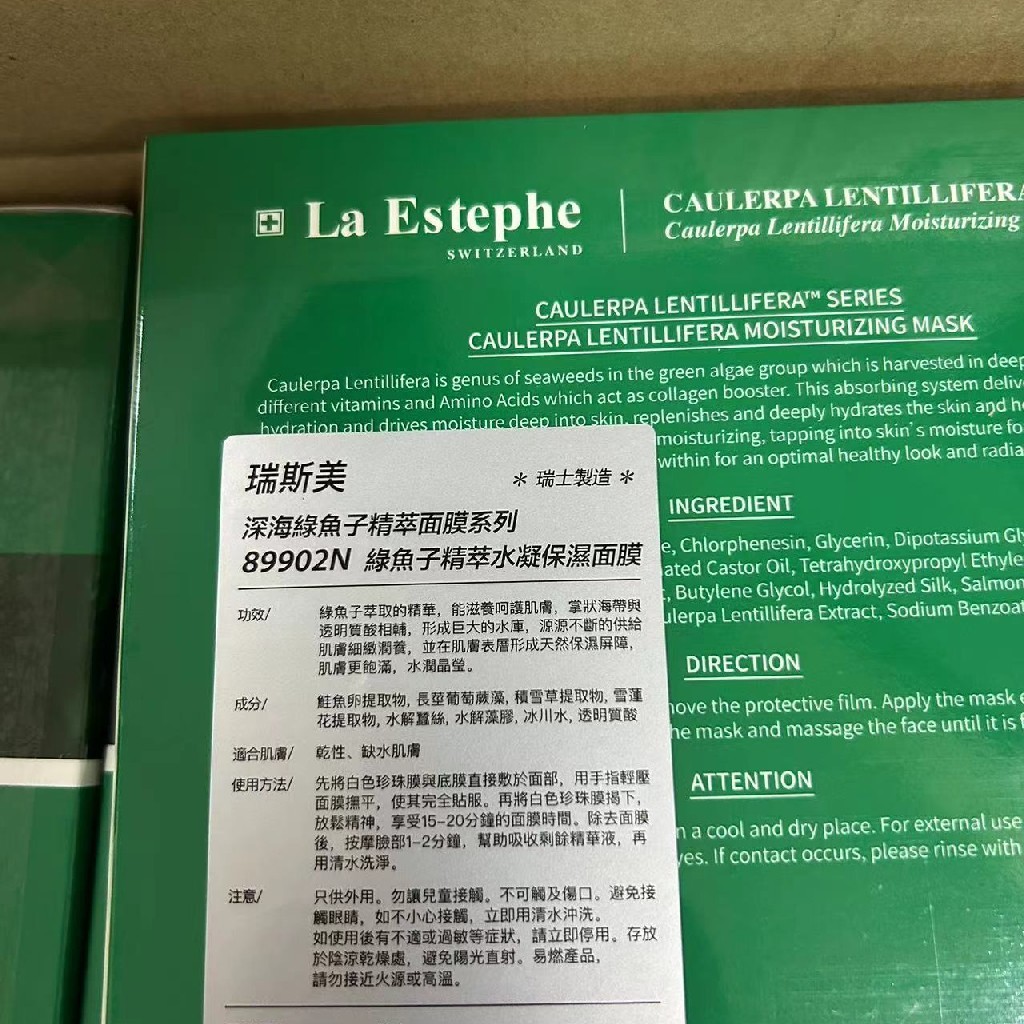 La Estephe
SWITZERLAND
CAULERPA LENTILLIFERA
Caulerpa Lentillifera Moisturizing
CAULERPA LENTILLIFERA™ SERIES
CAULERPA LENTILLIFERA MOISTURIZING MASK
Caulerpa Lentillifera is genus of seaweeds in the green algae group which is harvested in deep
different vitamins and Amino Acids which act as collagen booster. This absorbing system
hydration and drives moisture deep into skin, replenishes and deeply hydrates the skin and
moisturizing, tapping into skin's moisture
within for an optimal healthy look and
INGREDIENT
Chlorphenesin, Glycerin, Dipotassium
Castor Oil, Tetrahydroxypropyl
Butylene Glycol, Hydrolyzed Silk, Salmon
Lentillifera Extract, Sodium
DIRECTION
the protective film. Apply the mask
the mask and massage the face until it is
ATTENTION
in a cool and dry place. For external use
If contact occurs, please rinse with
瑞斯美
* 瑞士製造 *
深海綠魚子精萃面膜系列
89902N 綠魚子精萃水凝保濕面膜
功效/ 綠魚子萃取的精華，能滋養呵護肌膚，掌狀海帶與
透明質酸相輔，形成巨大的水庫，源源不斷的供給
肌膚細緻潤養，並在肌膚表層形成天然保濕屏障，
肌膚更飽滿，水潤晶瑩。
成分/ 鮭魚卵提取物, 長莖葡萄蕨藻, 積雪草提取物, 雪蓮
花提取物, 水解蠶絲, 水解藻膠, 冰川水, 透明質酸
適合肌膚/ 乾性、缺水肌膚
使用方法/ 先將白色珍珠膜與底膜直接敷於面部，用手指輕壓
面膜撫平，使其完全貼服。再將白色珍珠膜揭下，
放鬆精神，享受15-20分鐘的面膜時間。除去面膜
後，按摩臉部1-2分鐘，幫助吸收剩餘精華液，再
用清水洗淨。
注意/ 只供外用。勿讓兒童接觸。不可觸及傷口。避免接
觸眼睛，如不小心接觸，立即用清水沖洗。
如使用後有不適或過敏等症狀，請立即停用。存放
於陰涼乾燥處，避免陽光直射。易燃產品，
請勿接近火源或高溫。